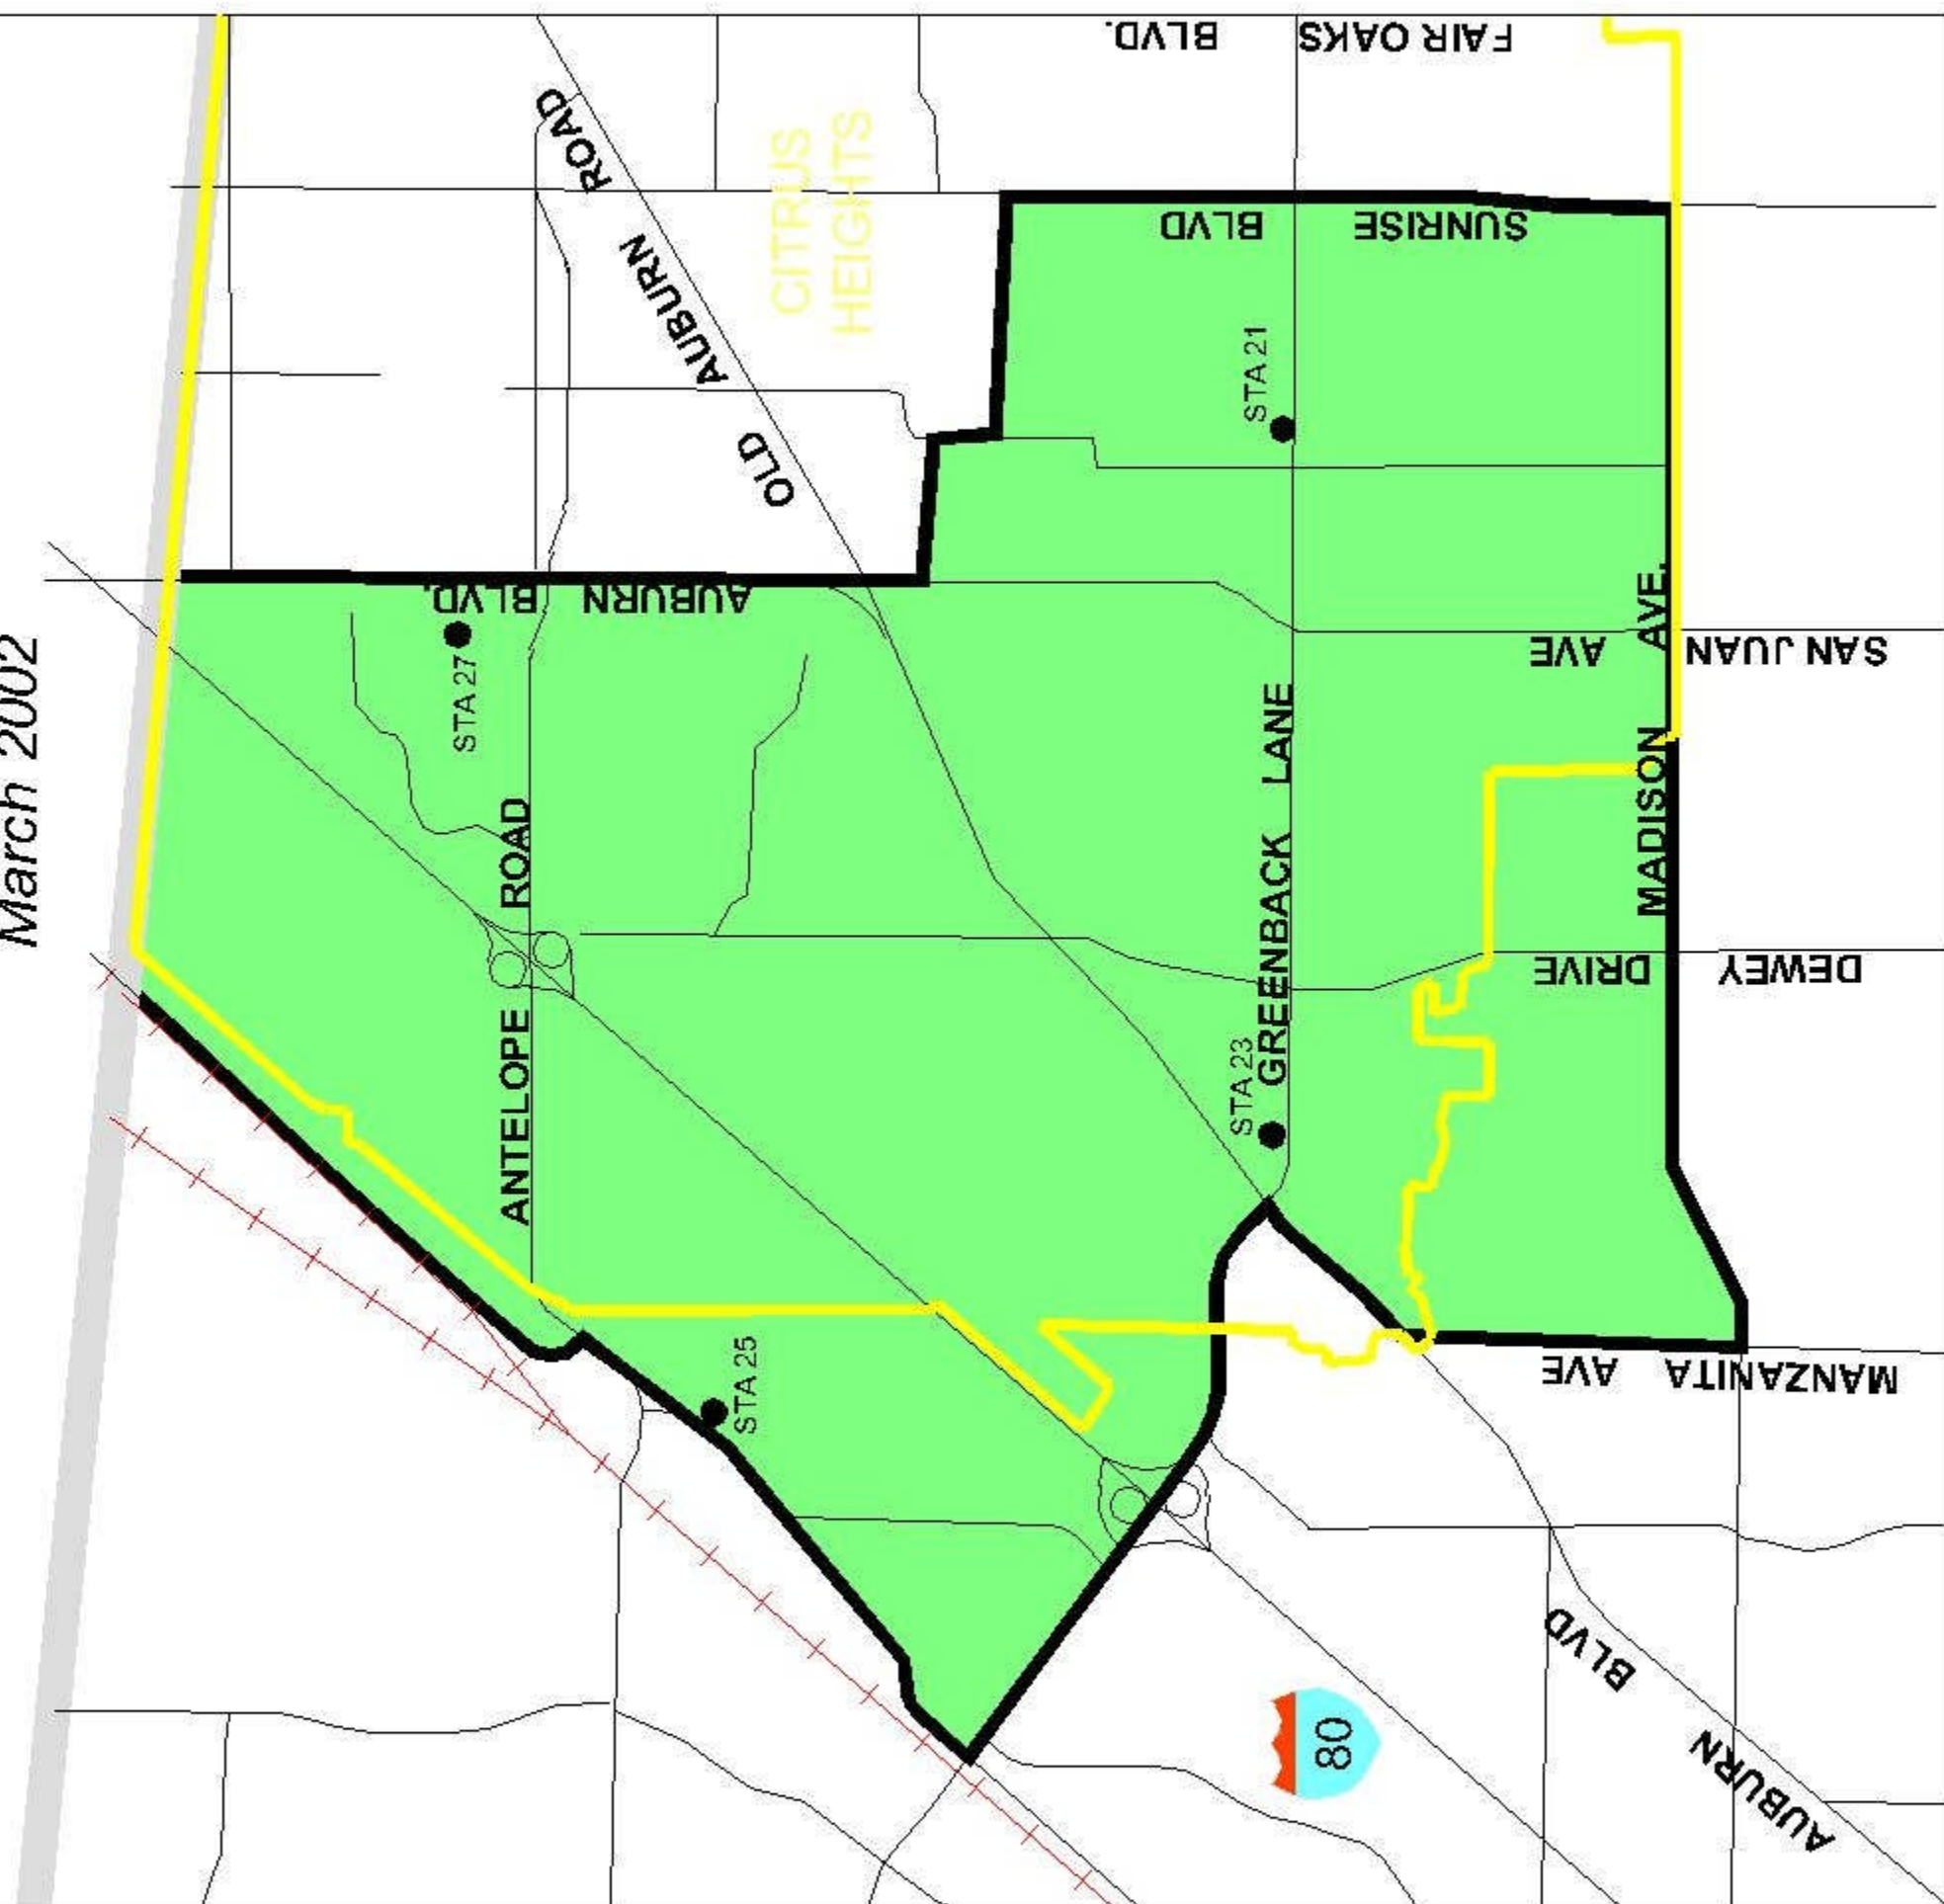 March 2002
FAIR OAKS BLVD.
SUNRISE BLVD
OLD AUBURN ROAD
CITRUS
HEIGHTS
STA 21
AUBURN BLVD.
STA 27
ANTELOPE ROAD
GREENBACK LANE
STA 23
MADISON AVE.
SAN JUAN AVE
DEWEY DRIVE
MANZANITA AVE
STA 25
80
AUBURN BLVD